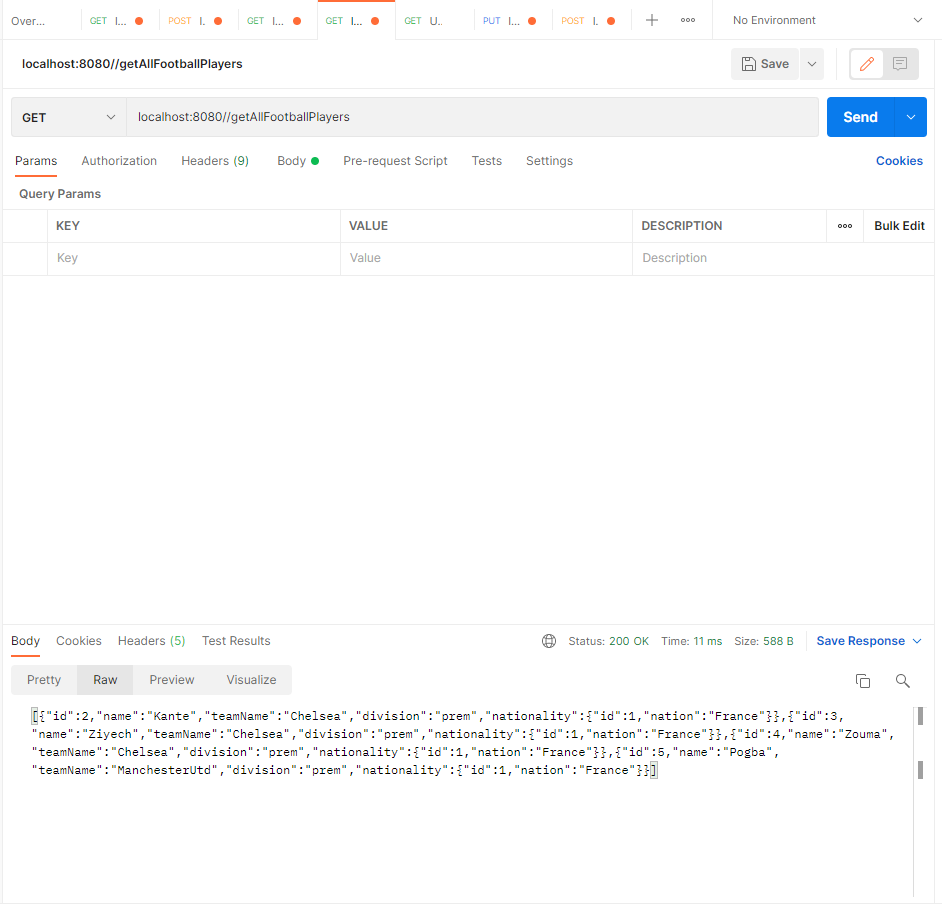 Over... GET I... POST I. GET I... GET I... GET U.. PUT I... POST I. No Environment
localhost:8080//getAllFootballPlayers Save
GET localhost:8080//getAllFootballPlayers Send
Params Authorization Headers (9) Body Pre-request Script Tests Settings Cookies
Query Params
KEY VALUE DESCRIPTION Bulk Edit
Key Value Description
Body Cookies Headers (5) Test Results Status: 200 OK Time: 11 ms Size: 588 B Save Response
Pretty Raw Preview Visualize
[{"id":2,"name":"Kante","teamName":"Chelsea","division":"prem","nationality":{"id":1,"nation":"France"}},{"id":3,
"name":"Ziyech","teamName":"Chelsea","division":"prem","nationality":{"id":1,"nation":"France"}},{"id":4,"name":"Zouma",
"teamName":"Chelsea","division":"prem","nationality":{"id":1,"nation":"France"}},{"id":5,"name":"Pogba",
"teamName":"ManchesterUtd","division":"prem","nationality":{"id":1,"nation":"France"}}]